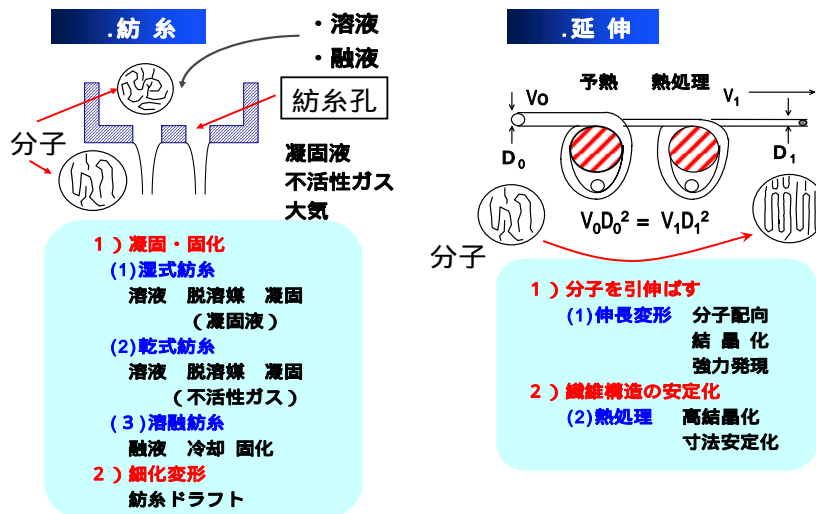 .紡 糸
・溶液
・融液
紡糸孔
分子
凝固液
不活性ガス
大気
1）凝固・固化
(1)湿式紡糸
溶液 脱溶媒 凝固
（凝固液）
(2)乾式紡糸
溶液 脱溶媒 凝固
（不活性ガス）
(３)溶融紡糸
融液 冷却 固化
2）細化変形
紡糸ドラフト
.延 伸
予熱 熱処理
Vo
V₁
D₀
D₁
V₀D₀² = V₁D₁²
分子
1）分子を引伸ばす
(1)伸長変形 分子配向
結 晶 化
強力発現
2）繊維構造の安定化
(2)熱処理 高結晶化
寸法安定化